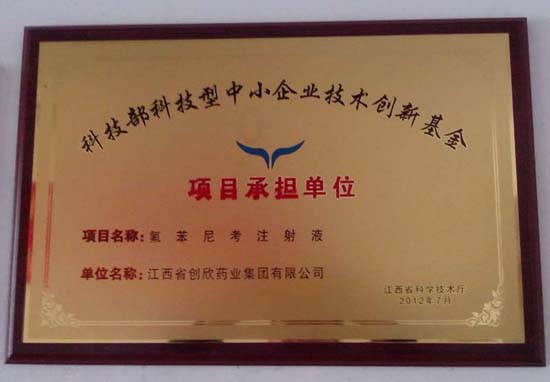 科技部科技型中小企业技术创新基金
项目承担单位
项目名称：氟苯尼考注射液
单位名称：江西省创欣药业集团有限公司
江西省科学技术厅
2012年7月